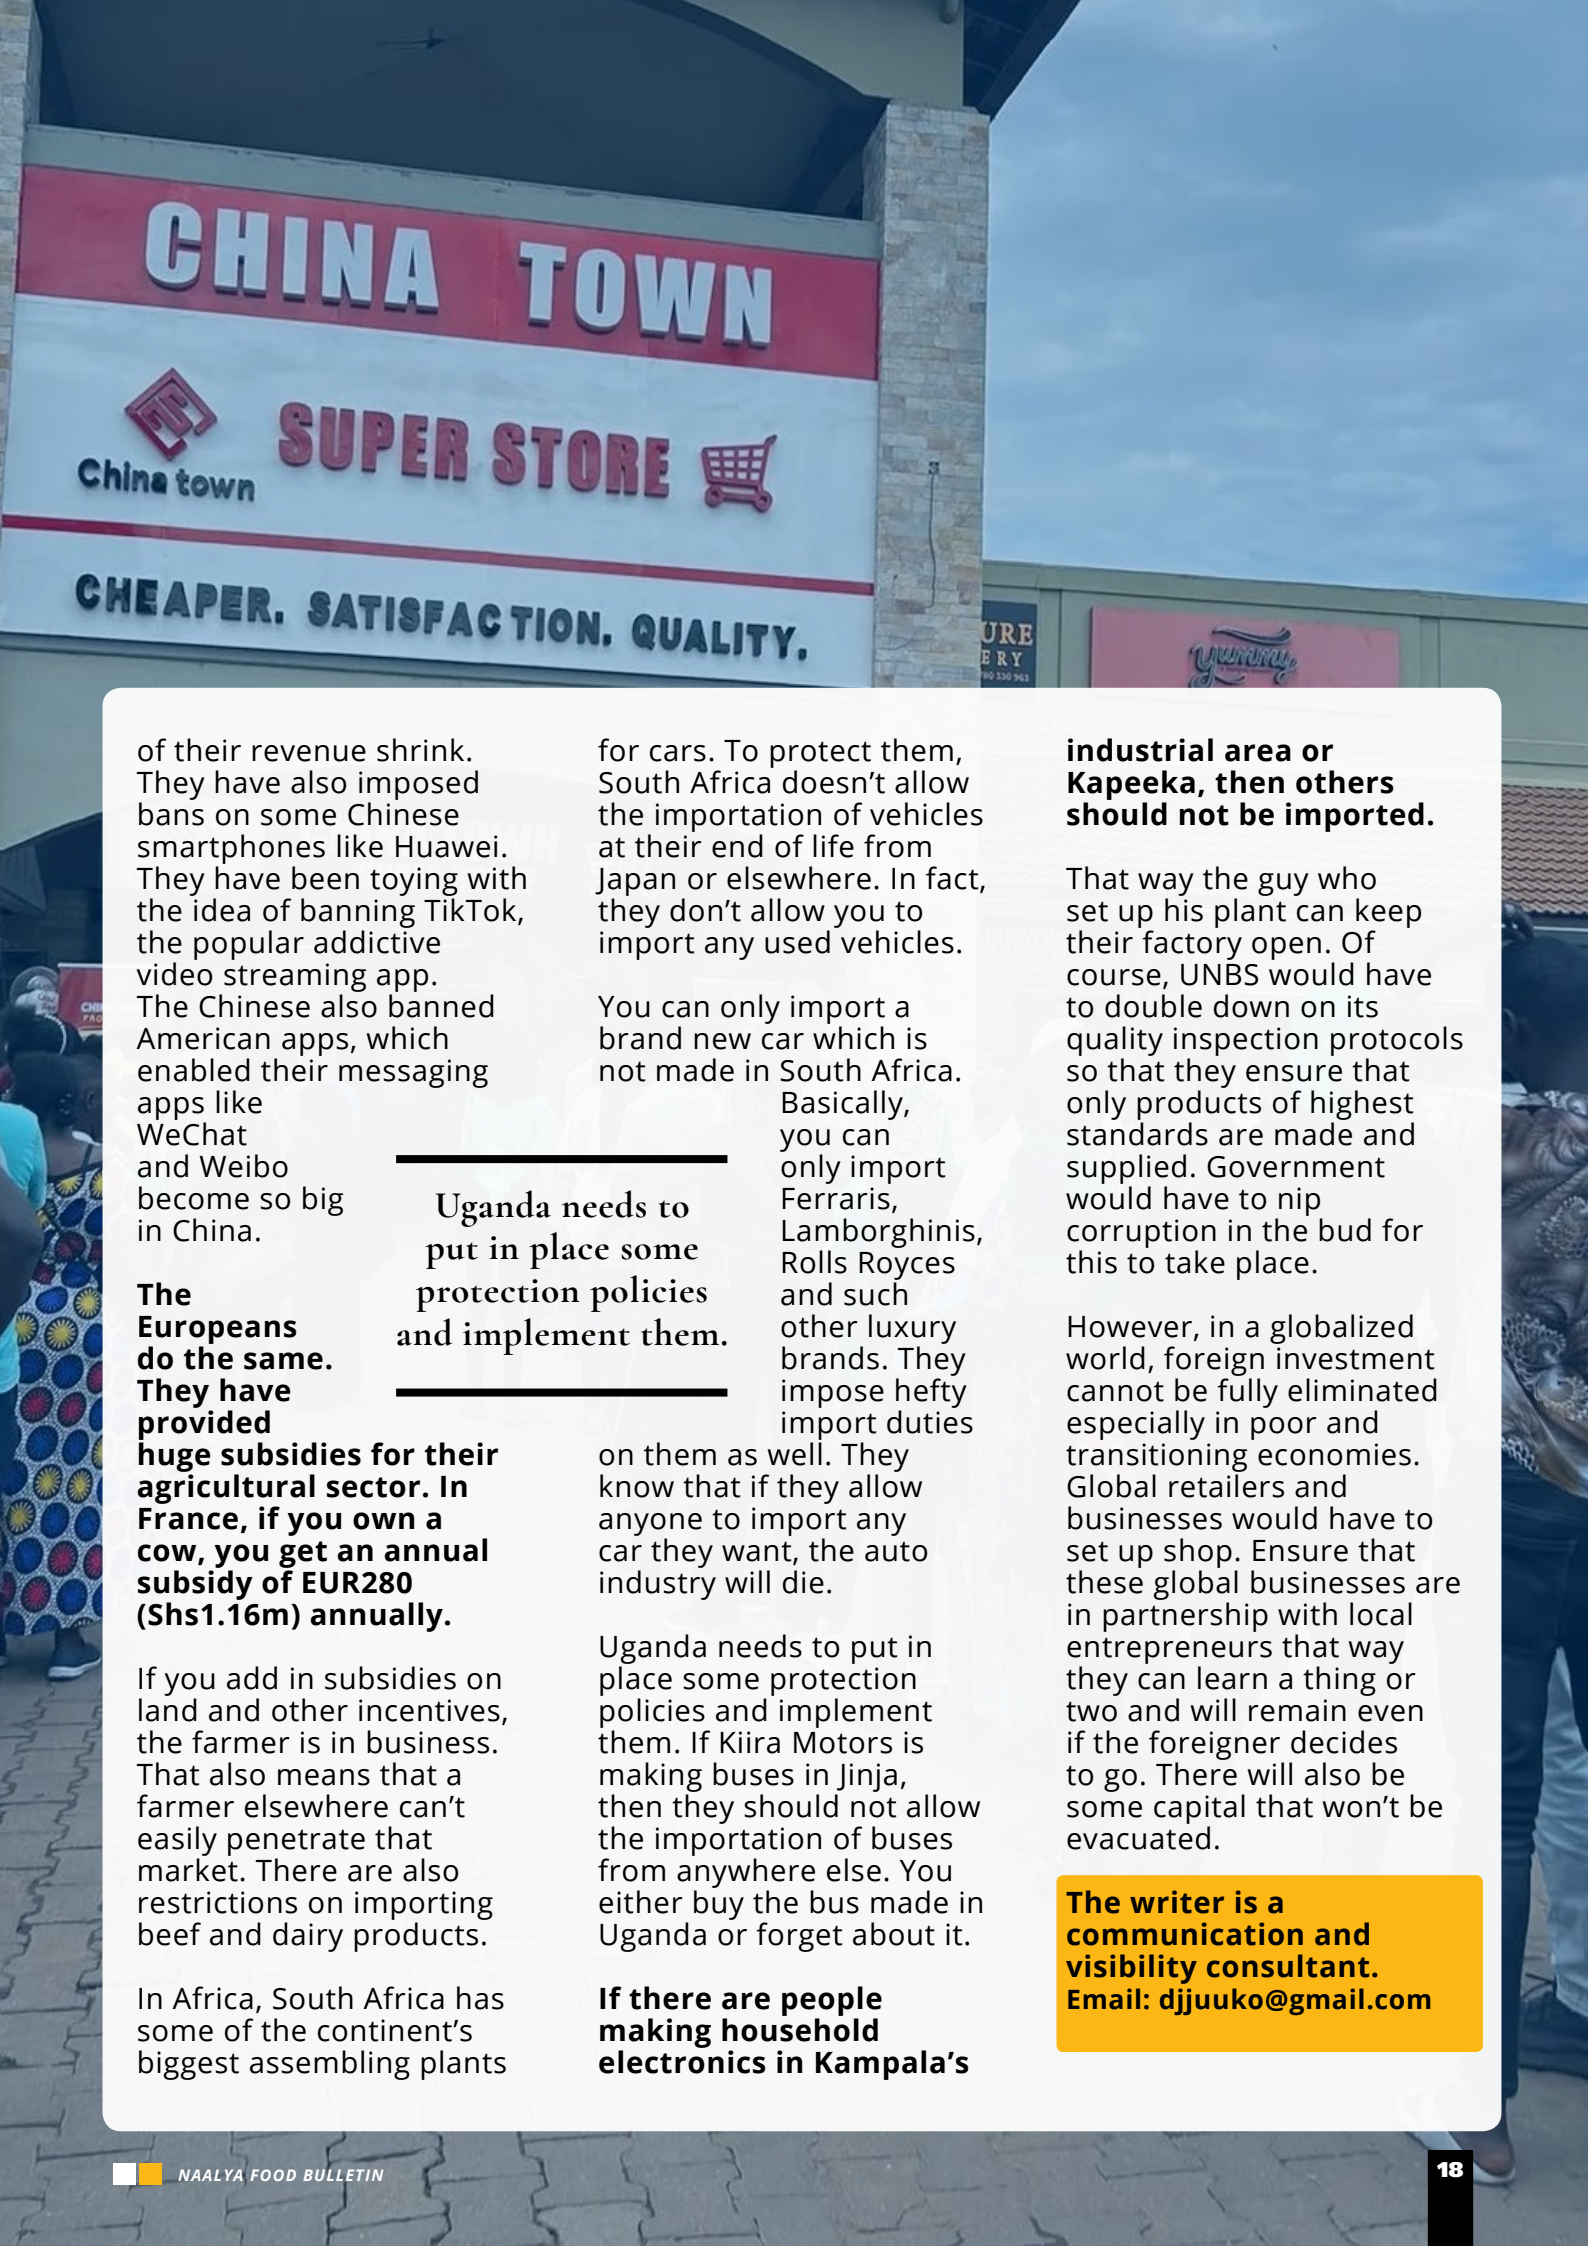 CHINA TOWN
SUPER STORE
China town
CHEAPER. SATISFACTION. QUALITY.
URE
ERY
Yummy
of their revenue shrink.
They have also imposed
bans on some Chinese
smartphones like Huawei.
They have been toying with
the idea of banning TikTok,
the popular addictive
video streaming app.
The Chinese also banned
American apps, which
enabled their messaging
apps like
WeChat
and Weibo
become so big
in China.
The
Europeans
do the same.
They have
provided
huge subsidies for their
agricultural sector. In
France, if you own a
cow, you get an annual
subsidy of EUR280
(Shs1.16m) annually.
If you add in subsidies on
land and other incentives,
the farmer is in business.
That also means that a
farmer elsewhere can't
easily penetrate that
market. There are also
restrictions on importing
beef and dairy products.
In Africa, South Africa has
some of the continent's
biggest assembling plants
Uganda needs to
put in place some
protection policies
and implement them.
for cars. To protect them,
South Africa doesn't allow
the importation of vehicles
at their end of life from
Japan or elsewhere. In fact,
they don't allow you to
import any used vehicles.
You can only import a
brand new car which is
not made in South Africa.
Basically,
you can
only import
Ferraris,
Lamborghinis,
Rolls Royces
and such
other luxury
brands. They
impose hefty
import duties
on them as well. They
know that if they allow
anyone to import any
car they want, the auto
industry will die.
Uganda needs to put in
place some protection
policies and implement
them. If Kiira Motors is
making buses in Jinja,
then they should not allow
the importation of buses
from anywhere else. You
either buy the bus made in
Uganda or forget about it.
If there are people
making household
electronics in Kampala's
industrial area or
Kapeeka, then others
should not be imported.
That way the guy who
set up his plant can keep
their factory open. Of
course, UNBS would have
to double down on its
quality inspection protocols
so that they ensure that
only products of highest
standards are made and
supplied. Government
would have to nip
corruption in the bud for
this to take place.
However, in a globalized
world, foreign investment
cannot be fully eliminated
especially in poor and
transitioning economies.
Global retailers and
businesses would have to
set up shop. Ensure that
these global businesses are
in partnership with local
entrepreneurs that way
they can learn a thing or
two and will remain even
if the foreigner decides
to go. There will also be
some capital that won't be
evacuated.
The writer is a
communication and
visibility consultant.
Email: djjuuko@gmail.com
NAALYA FOOD BULLETIN
18